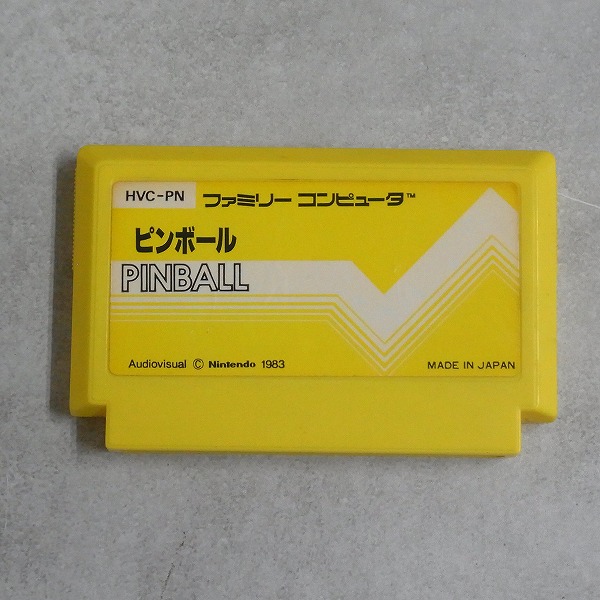 HVC-PN ファミリー コンピュータ™
ピンボール
PINBALL
Audiovisual © Nintendo 1983
MADE IN JAPAN